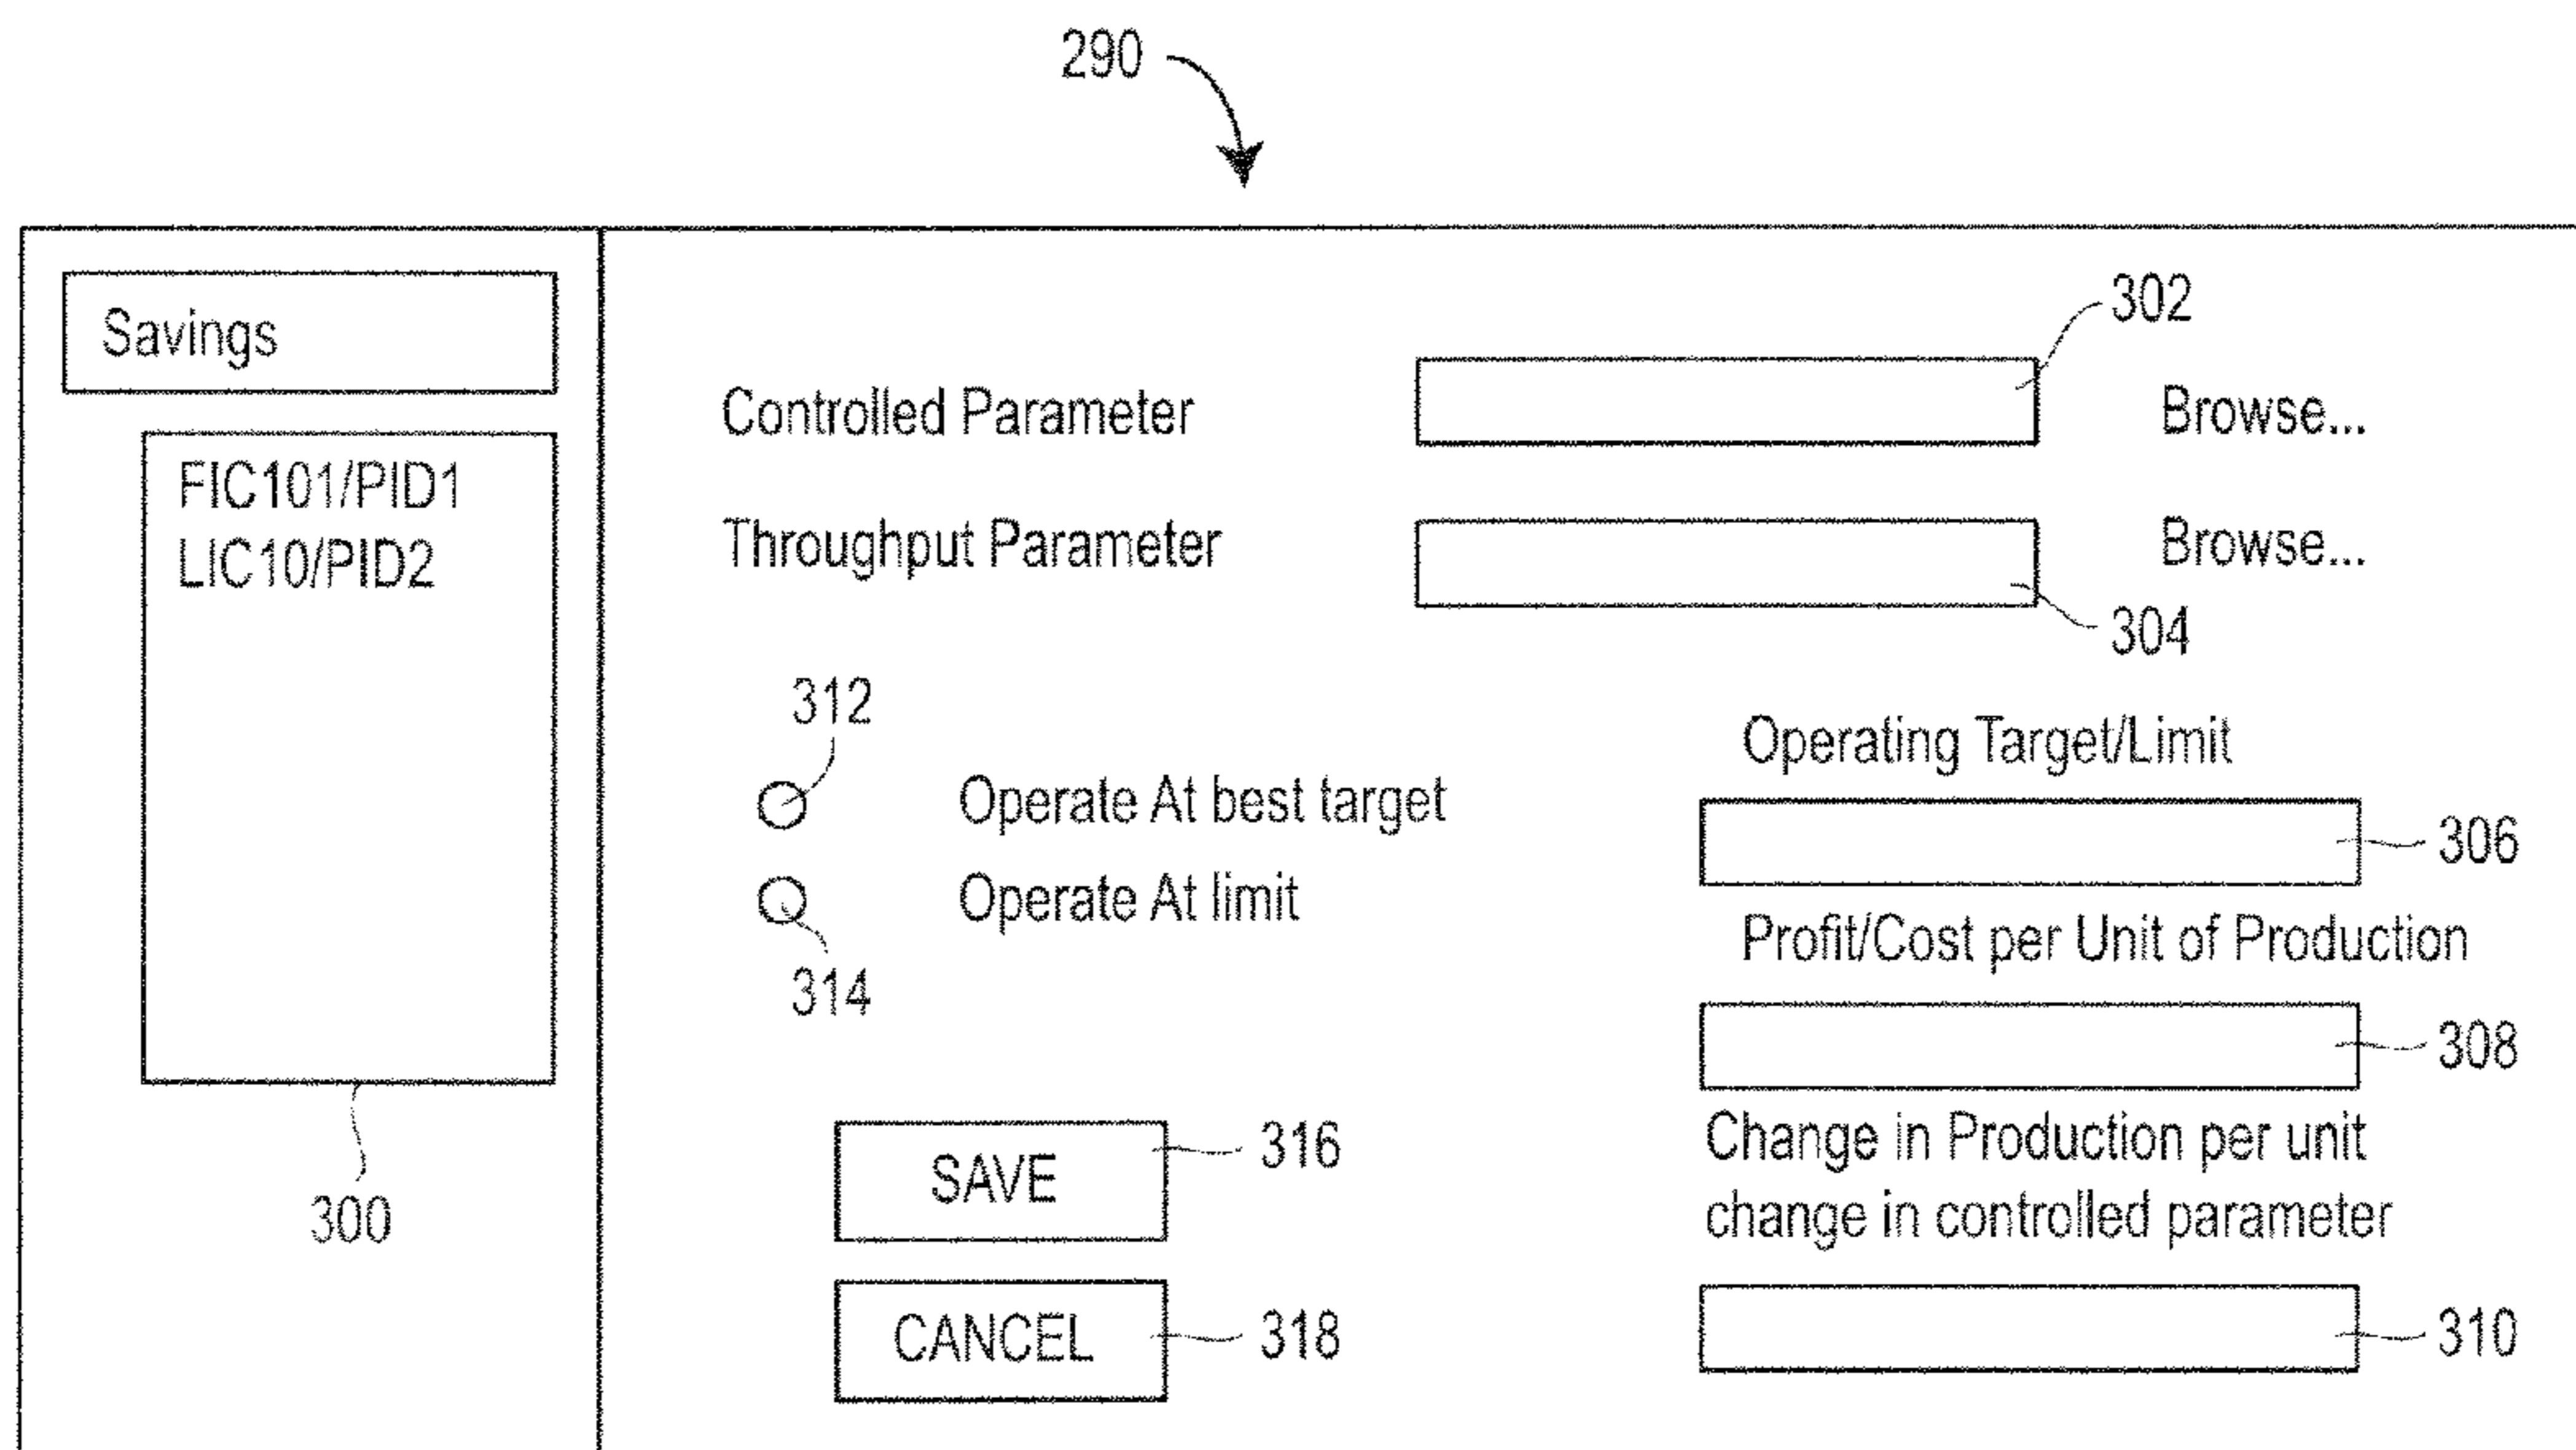 290
Savings
FIC101/PID1
LIC10/PID2
300
302
Controlled Parameter
Browse...
Throughput Parameter
Browse...
304
312
Operate At best target
Operate At limit
314
Operating Target/Limit
306
Profit/Cost per Unit of Production
308
Change in Production per unit
change in controlled parameter
310
SAVE
316
CANCEL
318